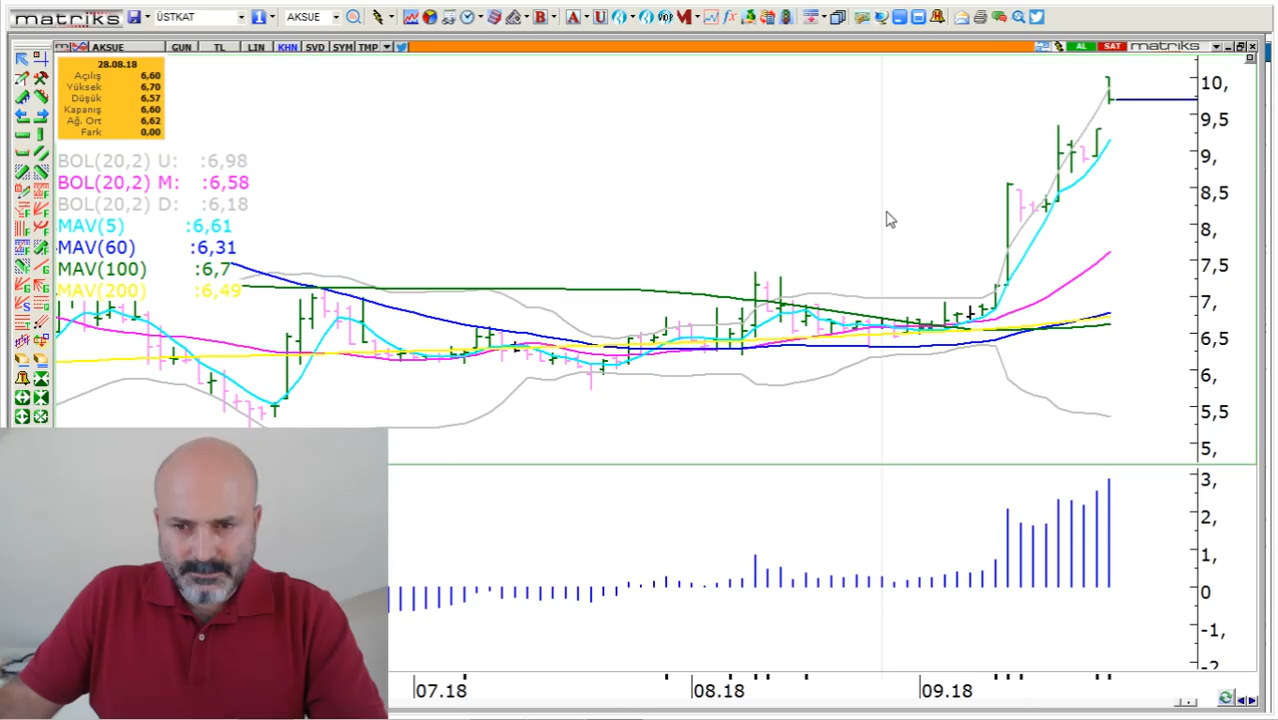 matriks ÜSTKAT AKSUE
AKSUE GUN TL LIN KHN SVD SYM TMP AL SAT matriks
28.08.18
Açılış 6,60
Yüksek 6,70
Düşük 6,57
Kapanış 6,60
Ağ. Ort 6,62
Fark 0,00
BOL(20,2) U: :6,98
BOL(20,2) M: :6,58
BOL(20,2) D: :6,18
MAV(5) :6,61
MAV(60) :6,31
MAV(100) :6,7
MAV(200) :6,49
10,
9,5
9,
8,5
8,
7,5
7,
6,5
6,
5,5
5,
3,
2,
1,
0
-1,
-2
07.18 08.18 09.18